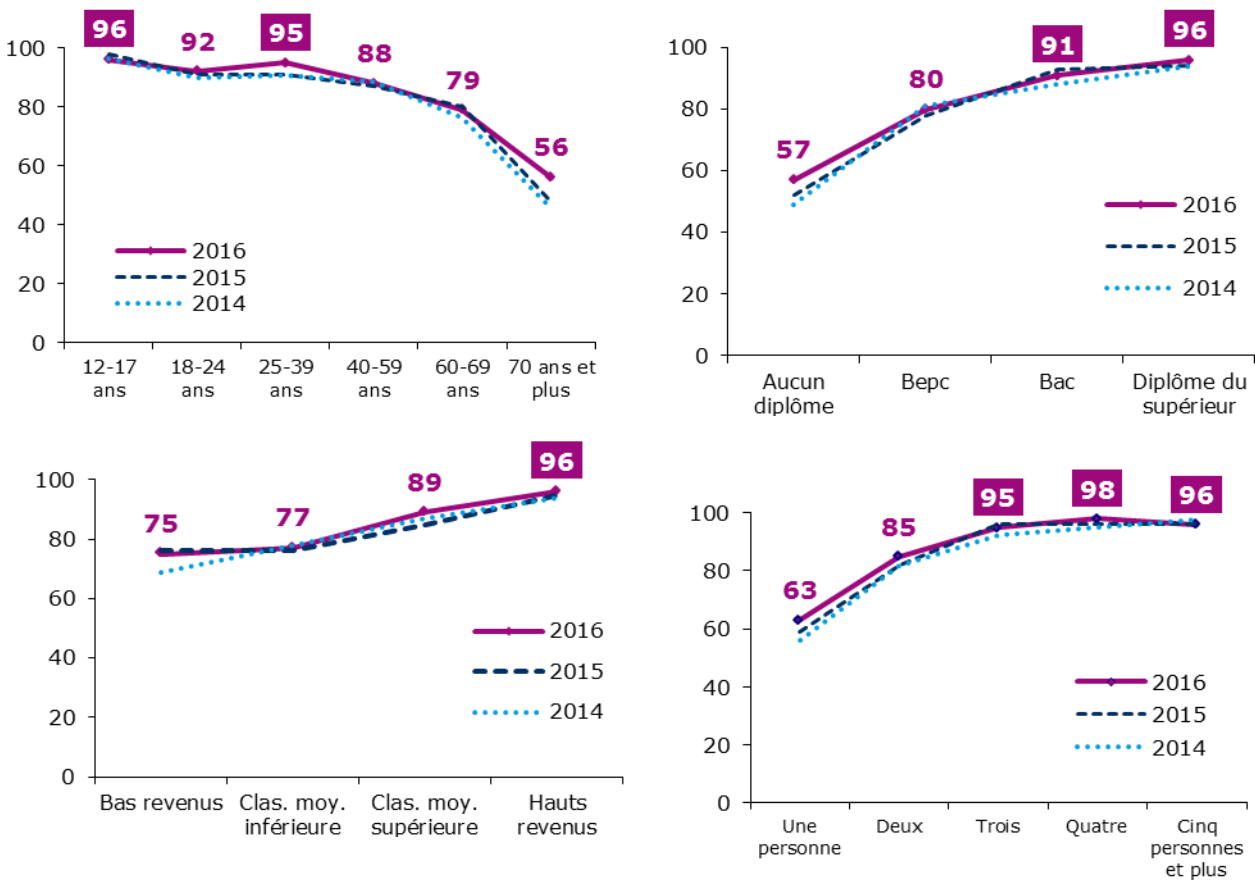 96
92
95
88
79
56
100
80
60
40
20
0
2016
2015
2014
12-17 ans
18-24 ans
25-39 ans
40-59 ans
60-69 ans
70 ans et plus
57
80
91
96
100
80
60
40
20
0
2016
2015
2014
Aucun diplôme
Bepc
Bac
Diplôme du supérieur
75
77
89
96
100
80
60
40
20
0
2016
2015
2014
Bas revenus
Clas. moy. inférieure
Clas. moy. supérieure
Hauts revenus
63
85
95
98
96
100
80
60
40
20
0
2016
2015
2014
Une personne
Deux
Trois
Quatre
Cinq personnes et plus